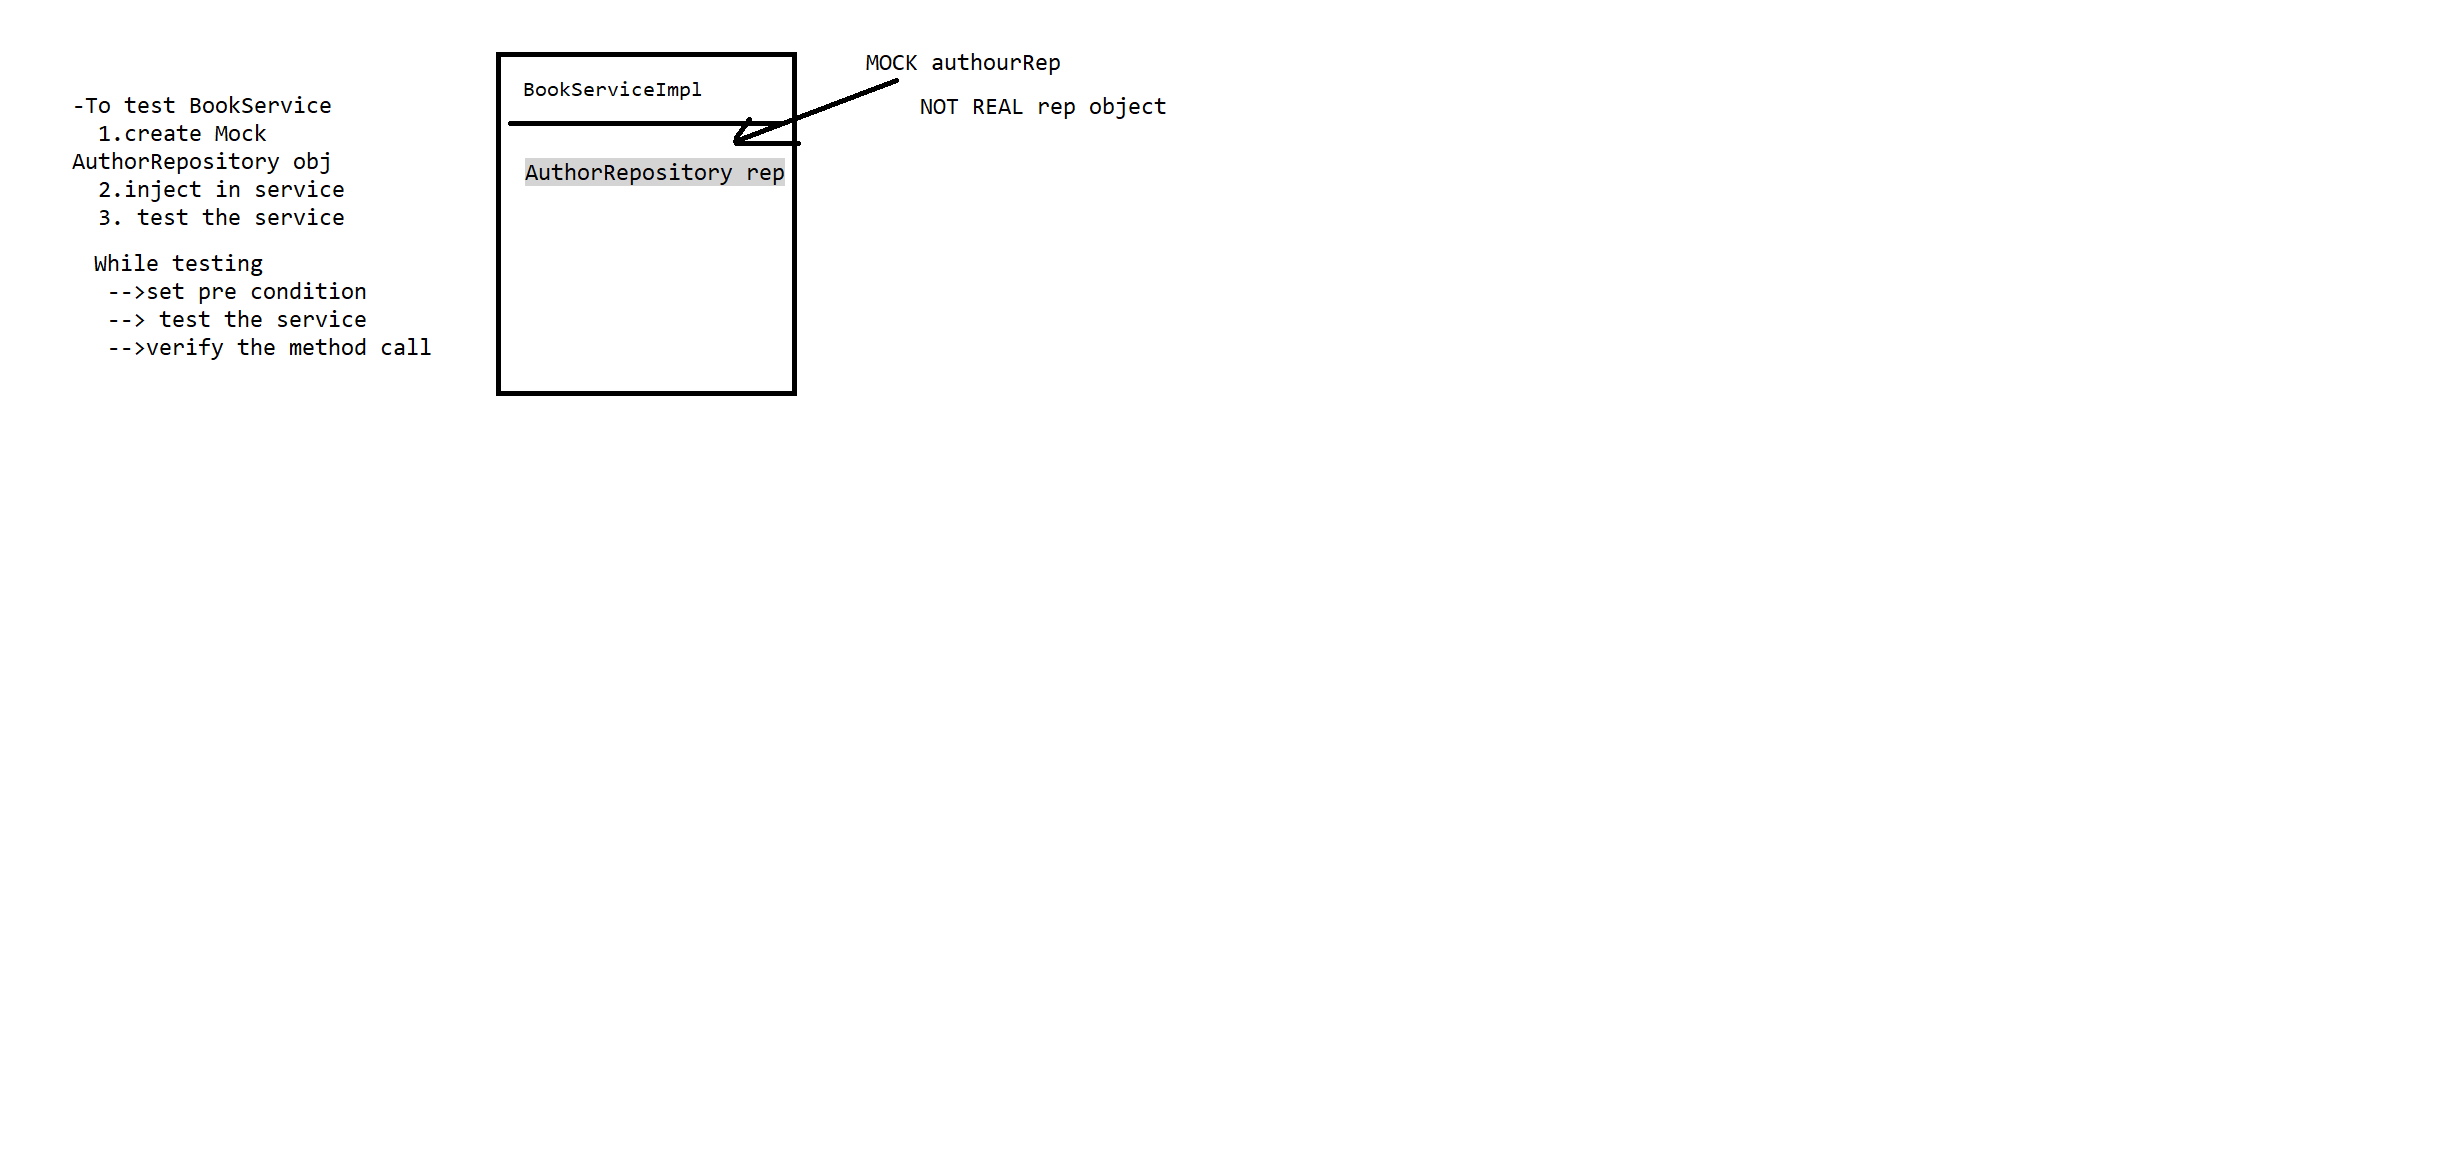 -To test BookService
1.create Mock
AuthorRepository obj
2.inject in service
3. test the service
While testing
-->set pre condition
--> test the service
-->verify the method call
BookServiceImpl
AuthorRepository rep
MOCK authourRep
NOT REAL rep object